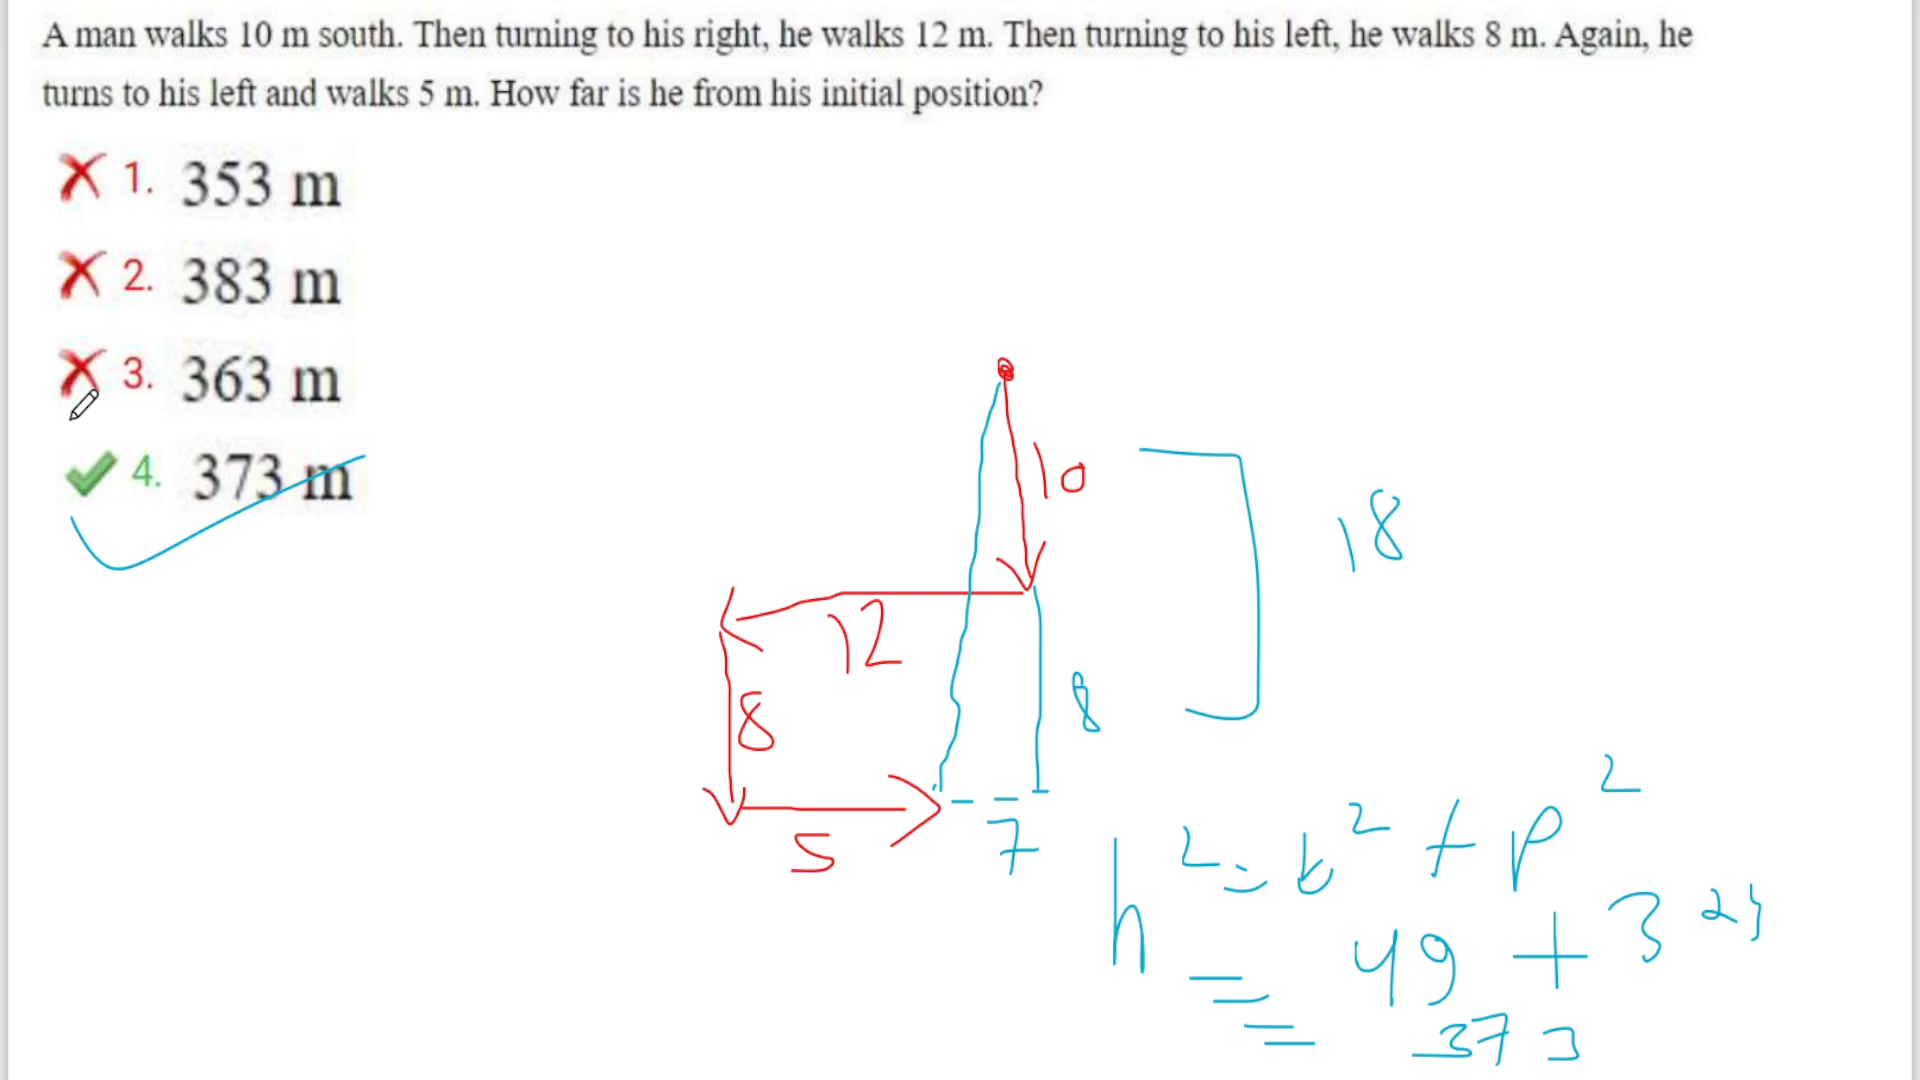 A man walks 10 m south. Then turning to his right, he walks 12 m. Then turning to his left, he walks 8 m. Again, he
turns to his left and walks 5 m. How far is he from his initial position?
1. 353 m
2. 383 m
3. 363 m
4. 373 m
10
18
12
8
8
5
7
h² = b² + p²
= 49 + 324
= 373